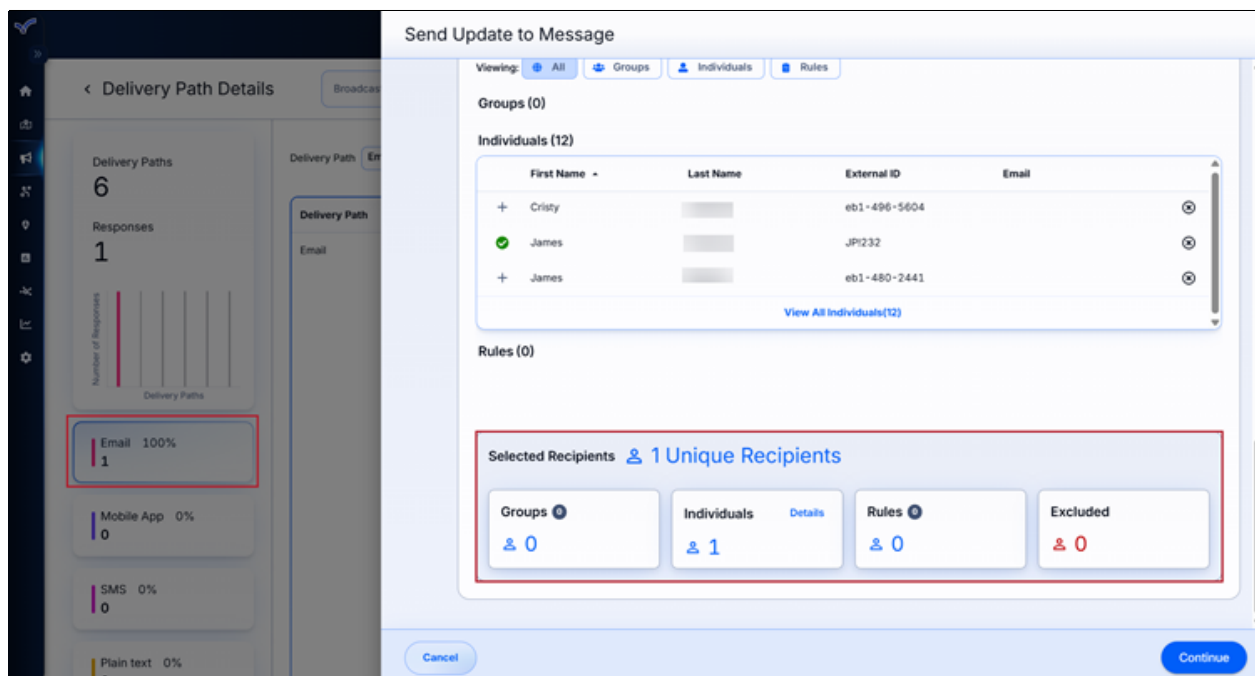 Send Update to Message
Viewing: All Groups Individuals Rules
Delivery Path Details
Broadcas
Groups (0)
Individuals (12)
Delivery Paths
6
Responses
1
Number of Responses
Delivery Paths
Delivery Path Em
Delivery Path
Email
First Name Last Name External ID Email
Cristy eb1-496-5604
James JP!232
James eb1-480-2441
View All Individuals(12)
Rules (0)
Email 100%
1
Mobile App 0%
0
SMS 0%
0
Plain text 0%
Selected Recipients 1 Unique Recipients
Groups 0
0
Individuals Details
1
Rules 0
0
Excluded
0
Cancel
Continue